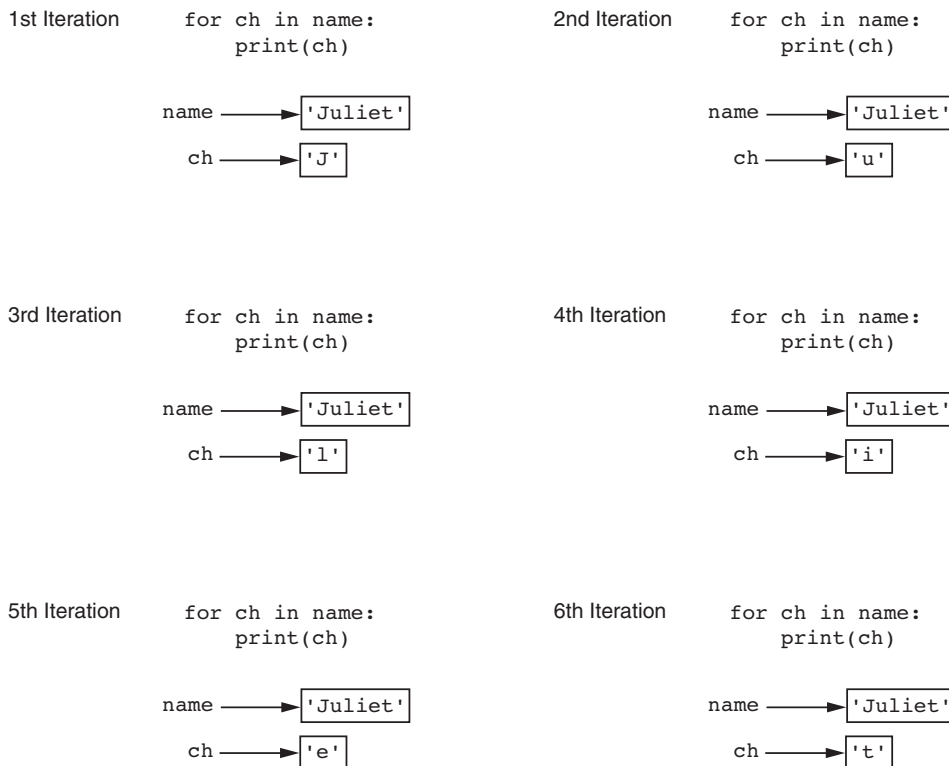 1st Iteration
for ch in name:
    print(ch)
name 'Juliet'
ch 'J'
2nd Iteration
for ch in name:
    print(ch)
name 'Juliet'
ch 'u'
3rd Iteration
for ch in name:
    print(ch)
name 'Juliet'
ch 'l'
4th Iteration
for ch in name:
    print(ch)
name 'Juliet'
ch 'i'
5th Iteration
for ch in name:
    print(ch)
name 'Juliet'
ch 'e'
6th Iteration
for ch in name:
    print(ch)
name 'Juliet'
ch 't'